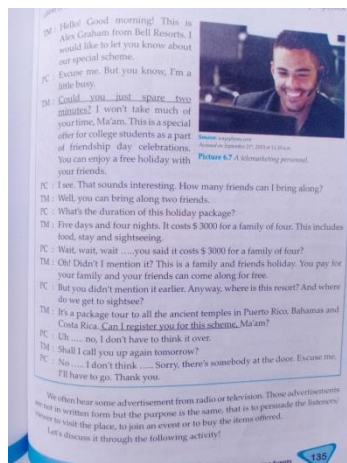 TM : Hello! Good morning! This is
Alex Graham from Bell Resorts. I
would like to let you know about
our special scheme.
PC : Excuse me. But you know, I'm a
little busy.
TM : Could you just spare two
minutes? I won't take much of
your time, Ma'am. This is a special
offer for college students as a part
of friendship day celebrations.
You can enjoy a free holiday with
your friends.
Picture 6.7 A telemarketing personnel.
PC : I see. That sounds interesting. How many friends can I bring along?
TM : Well, you can bring along two friends.
PC : What's the duration of this holiday package?
TM : Five days and four nights. It costs $ 3000 for a family of four. This includes
food, stay and sightseeing.
PC : Wait, wait, wait .....you said it costs $ 3000 for a family of four?
TM : Oh! Didn't I mention it? This is a family and friends holiday. You pay for
your family and your friends can come along for free.
PC : But you didn't mention it earlier. Anyway, where is this resort? And where
do we get to sightsee?
TM : It's a package tour to all the ancient temples in Puerto Rico, Bahamas and
Costa Rica. Can I register you for this scheme, Ma'am?
PC : Uh ..... no, I don't have to think it over.
TM : Shall I call you up again tomorrow?
PC : No ..... I don't think ..... Sorry, there's somebody at the door. Excuse me,
I'll have to go. Thank you.
We often hear some advertisement from radio or television. Those advertisements
are not in written form but the purpose is the same, that is to persuade the listeners/
viewer to visit the place, to join an event or to buy the items offered.
Let's discuss it through the following activity!
135